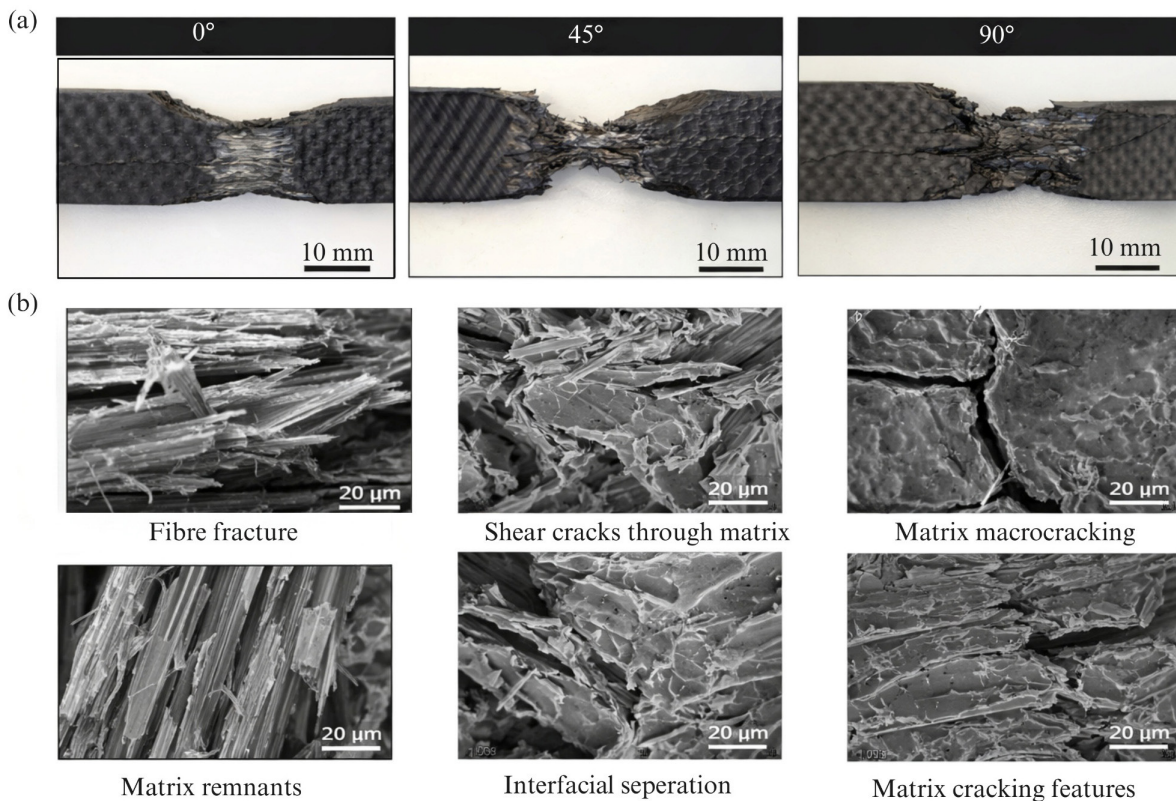 (a)
0°
45°
90°
10 mm
10 mm
10 mm
(b)
20 μm
20 μm
20 μm
Fibre fracture
Shear cracks through matrix
Matrix macrocracking
20 μm
20 μm
20 μm
Matrix remnants
Interfacial seperation
Matrix cracking features